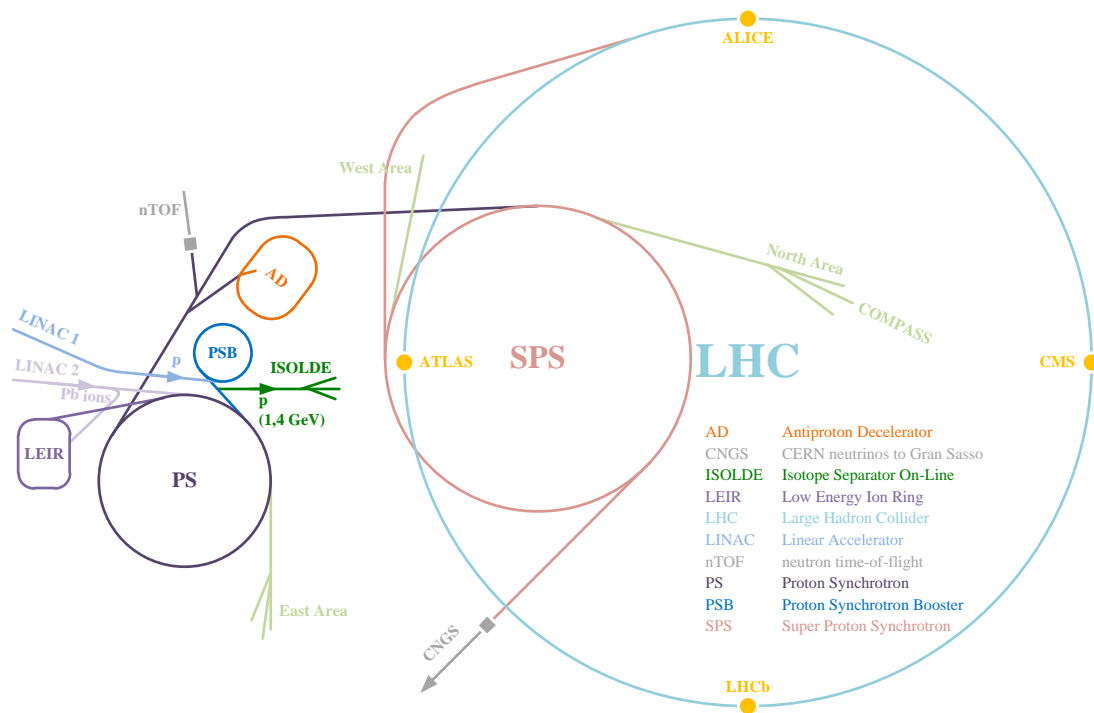 ALICE
West Area
nTOF
AD
North Area
COMPASS
LINAC 1
PSB
p
LINAC 2
ISOLDE
Pb ions
p
(1,4 GeV)
ATLAS
SPS
LHC
CMS
LEIR
PS
East Area
CNGS
LHCb
AD Antiproton Decelerator
CNGS CERN neutrinos to Gran Sasso
ISOLDE Isotope Separator On-Line
LEIR Low Energy Ion Ring
LHC Large Hadron Collider
LINAC Linear Accelerator
nTOF neutron time-of-flight
PS Proton Synchrotron
PSB Proton Synchrotron Booster
SPS Super Proton Synchrotron